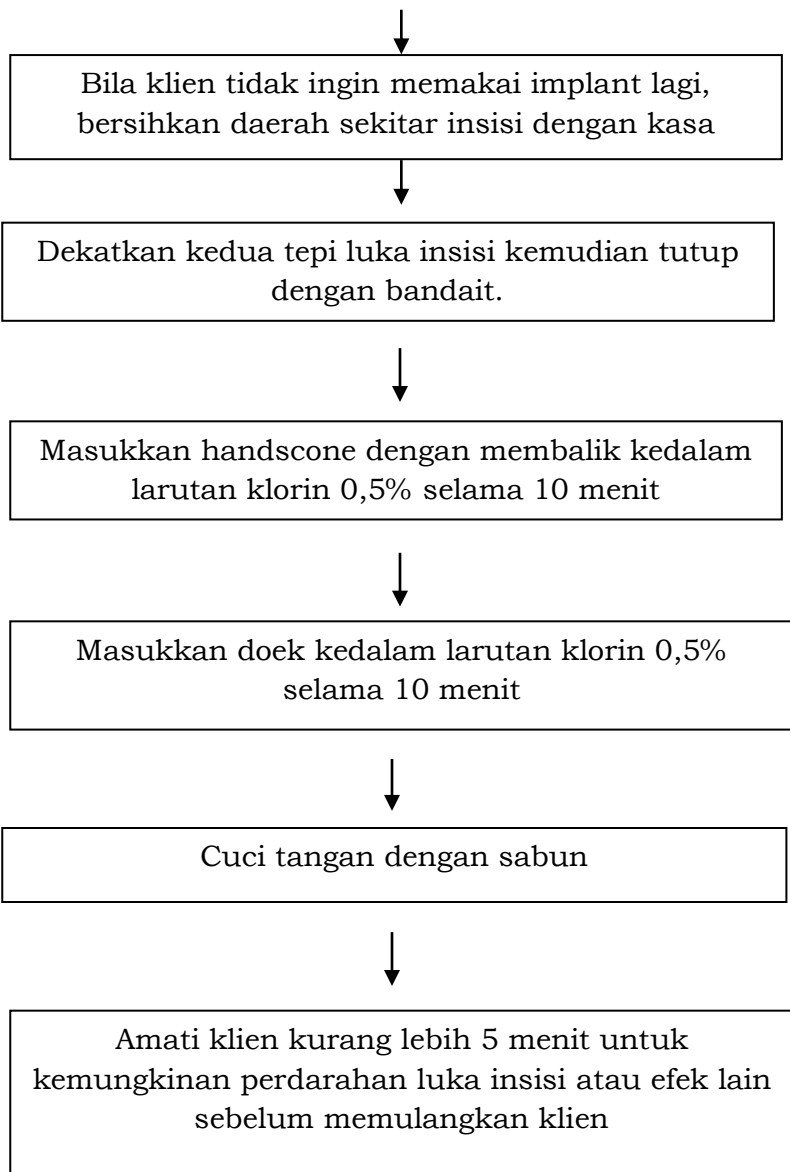 Bila klien tidak ingin memakai implant lagi,
bersihkan daerah sekitar insisi dengan kasa
Dekatkan kedua tepi luka insisi kemudian tutup
dengan bandait.
Masukkan handscone dengan membalik kedalam
larutan klorin 0,5% selama 10 menit
Masukkan doek kedalam larutan klorin 0,5%
selama 10 menit
Cuci tangan dengan sabun
Amati klien kurang lebih 5 menit untuk
kemungkinan perdarahan luka insisi atau efek lain
sebelum memulangkan klien